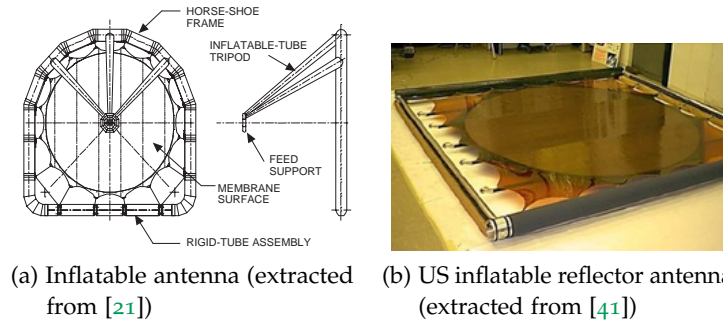 HORSE-SHOE
FRAME
INFLATABLE-TUBE
TRIPOD
FEED
SUPPORT
MEMBRANE
SURFACE
RIGID-TUBE ASSEMBLY
(a) Inflatable antenna (extracted
from [21])
(b) US inflatable reflector antenna
(extracted from [41])